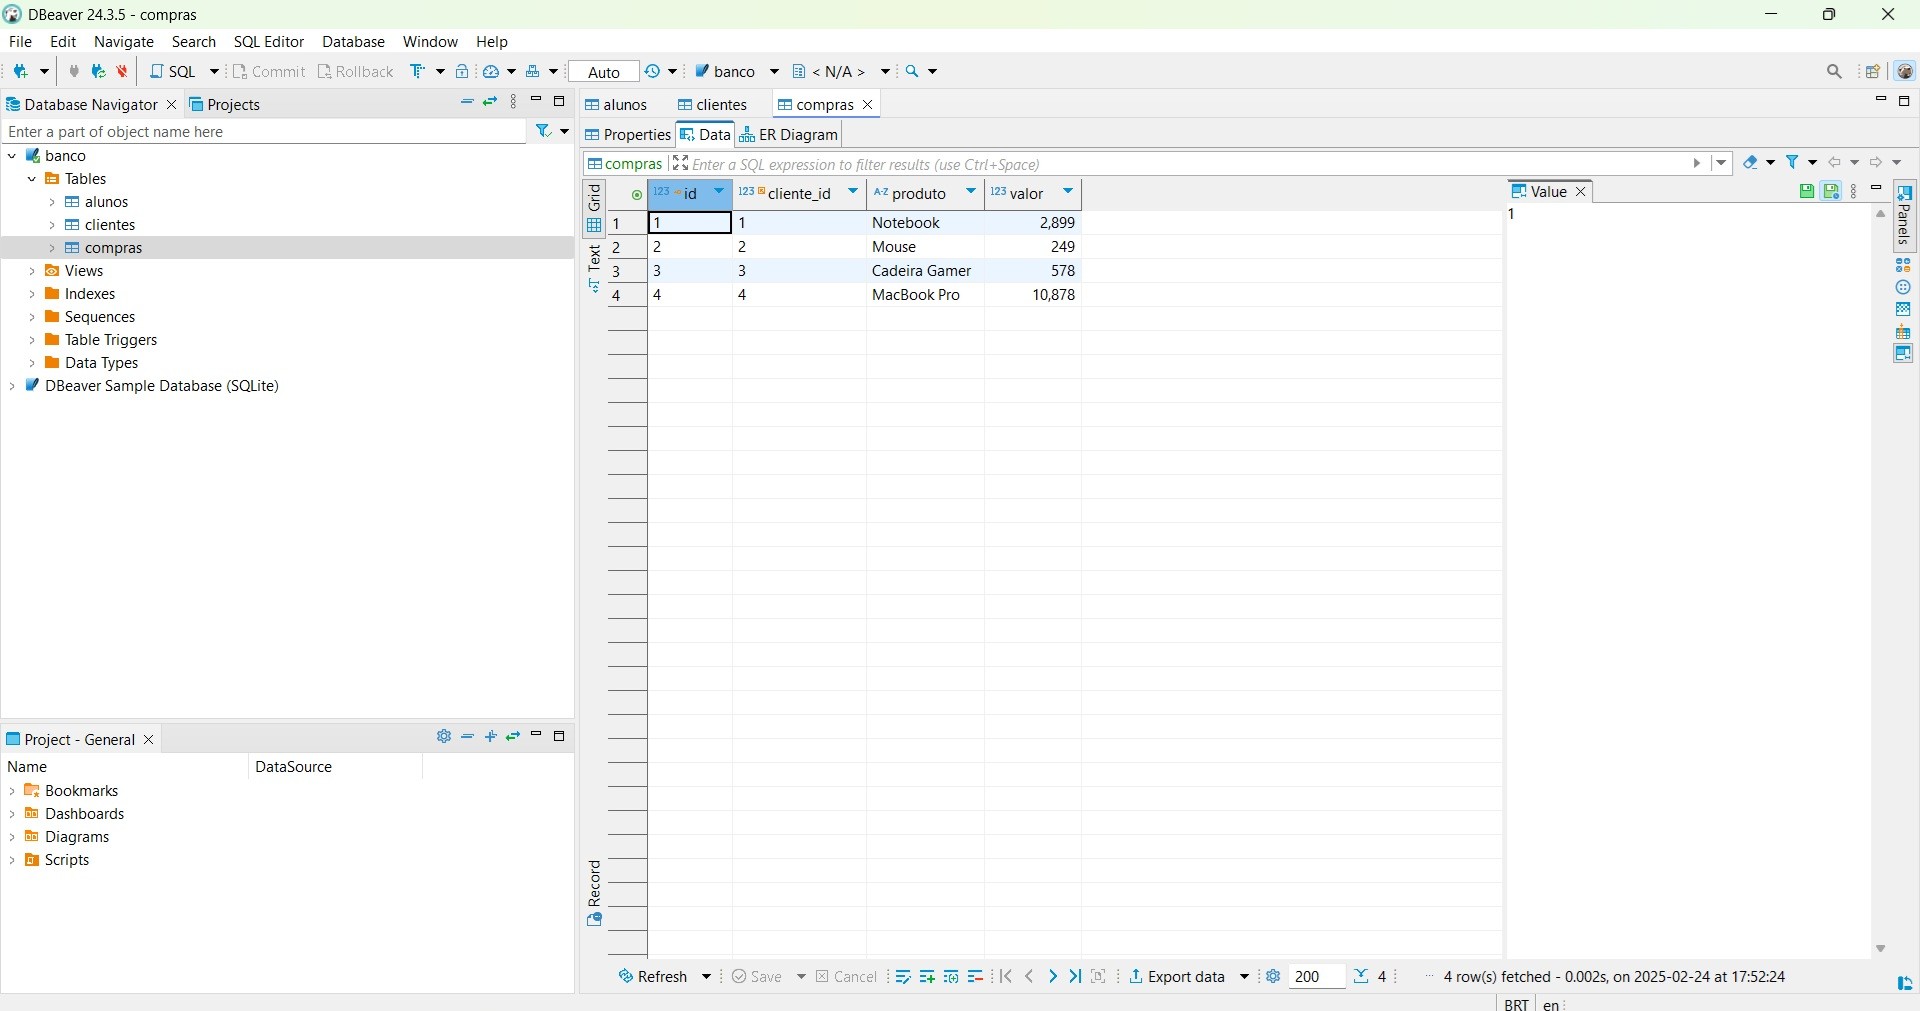 DBeaver 24.3.5 - compras
File Edit Navigate Search SQL Editor Database Window Help
SQL Commit Rollback Auto banco < N/A >
Database Navigator Projects
Enter a part of object name here
banco
Tables
alunos
clientes
compras
Views
Indexes
Sequences
Table Triggers
Data Types
DBeaver Sample Database (SQLite)
Project - General
Name DataSource
Bookmarks
Dashboards
Diagrams
Scripts
alunos clientes compras
Properties Data ER Diagram
compras Enter a SQL expression to filter results (use Ctrl+Space)
Grid
Text
Record
123 id 123 cliente_id A-Z produto 123 valor
1 1 1 Notebook 2,899
2 2 2 Mouse 249
3 3 3 Cadeira Gamer 578
4 4 4 MacBook Pro 10,878
Value
1
Panels
Refresh Save Cancel Export data 200 4 ... 4 row(s) fetched - 0.002s, on 2025-02-24 at 17:52:24
BRT en